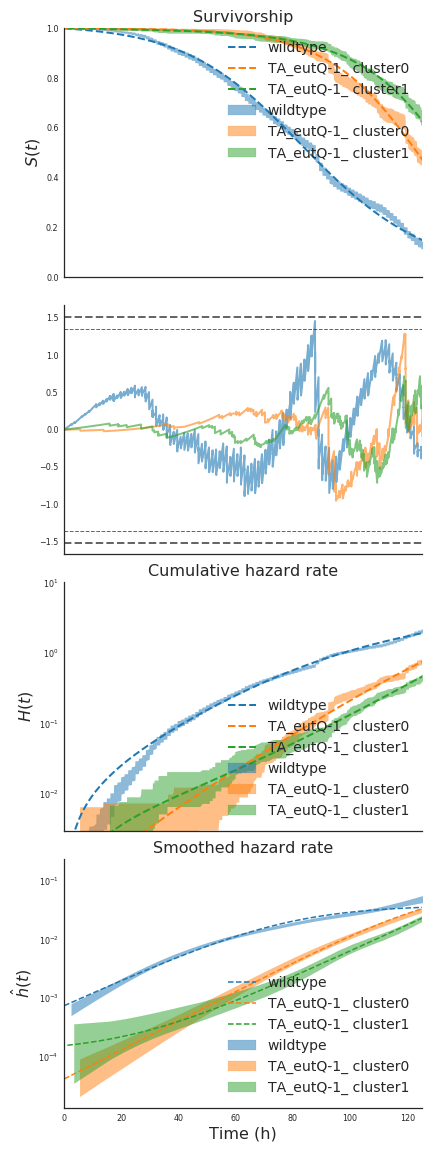 Survivorship
1.0
0.8
0.6
0.4
0.2
0.0
S(t)
wildtype
TA_eutQ-1_ cluster0
TA_eutQ-1_ cluster1
wildtype
TA_eutQ-1_ cluster0
TA_eutQ-1_ cluster1
1.5
1.0
0.5
0.0
−0.5
−1.0
−1.5
Cumulative hazard rate
10¹
10⁰
10⁻¹
10⁻²
H(t)
wildtype
TA_eutQ-1_ cluster0
TA_eutQ-1_ cluster1
wildtype
TA_eutQ-1_ cluster0
TA_eutQ-1_ cluster1
Smoothed hazard rate
10⁻¹
10⁻²
10⁻³
10⁻⁴
ĥ(t)
wildtype
TA_eutQ-1_ cluster0
TA_eutQ-1_ cluster1
wildtype
TA_eutQ-1_ cluster0
TA_eutQ-1_ cluster1
0 20 40 60 80 100 120
Time (h)